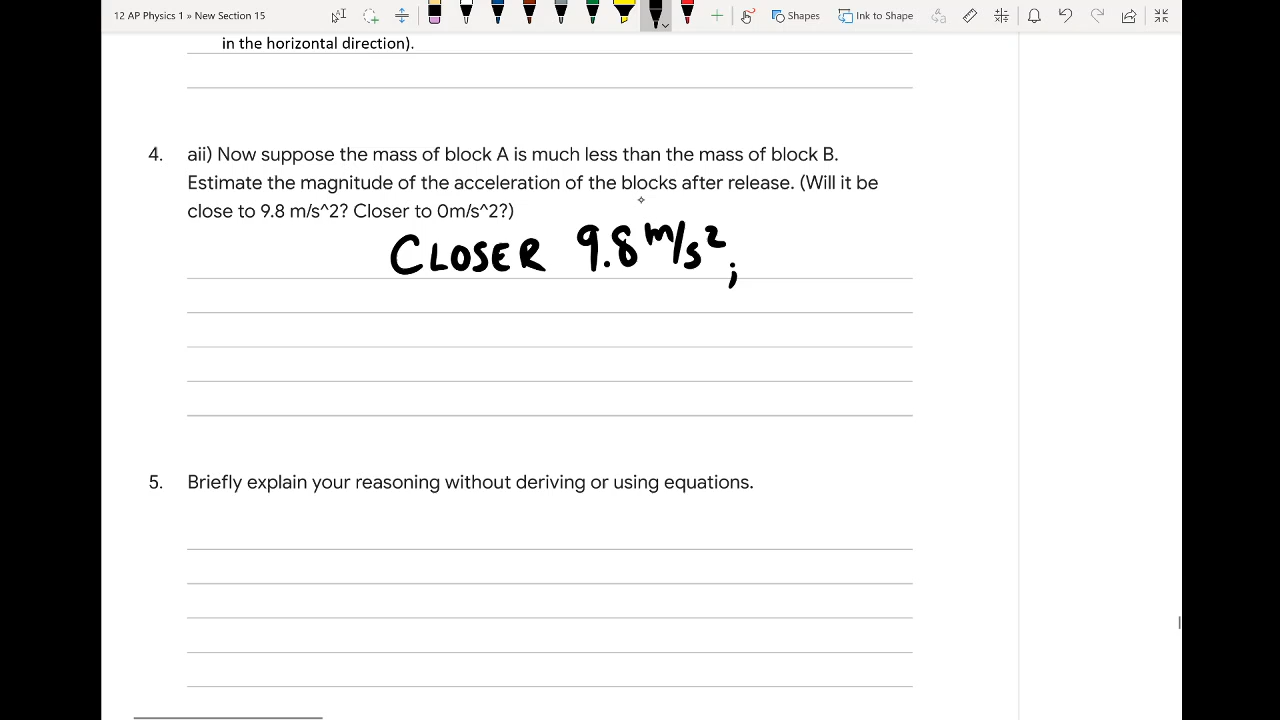 12 AP Physics 1 » New Section 15
Shapes
Ink to Shape
in the horizontal direction).
4. aii) Now suppose the mass of block A is much less than the mass of block B.
Estimate the magnitude of the acceleration of the blocks after release. (Will it be
close to 9.8 m/s^2? Closer to 0m/s^2?)
CLOSER 9.8 m/s²;
5. Briefly explain your reasoning without deriving or using equations.